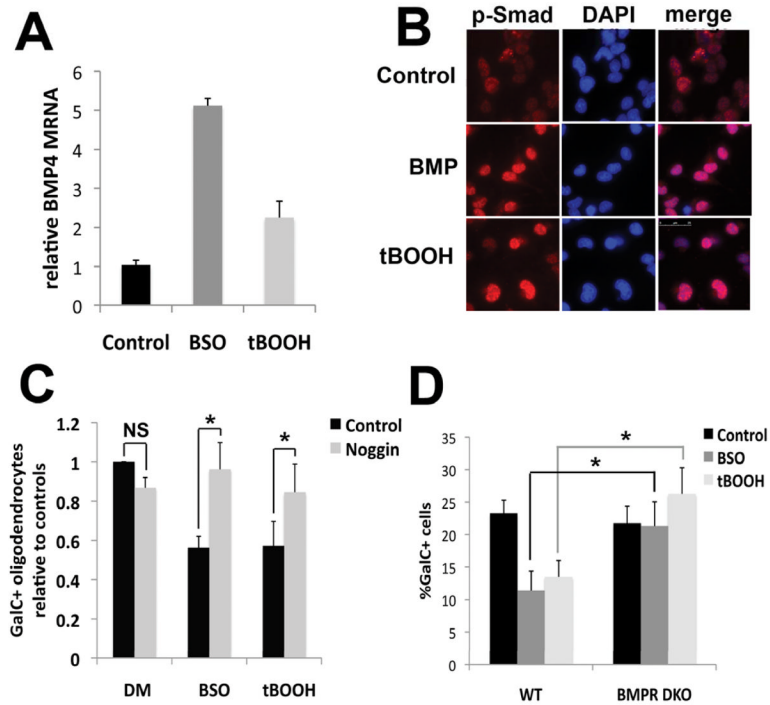 A
relative BMP4 MRNA
6
5
4
3
2
1
0
Control BSO tBOOH
B
p-Smad DAPI merge
Control
BMP
tBOOH
C
GalC+ oligodendrocytes
relative to controls
1.2
1
0.8
0.6
0.4
0.2
0
NS
*
*
Control
Noggin
DM BSO tBOOH
D
%GalC+ cells
35
30
25
20
15
10
5
0
*
*
Control
BSO
tBOOH
WT BMPR DKO